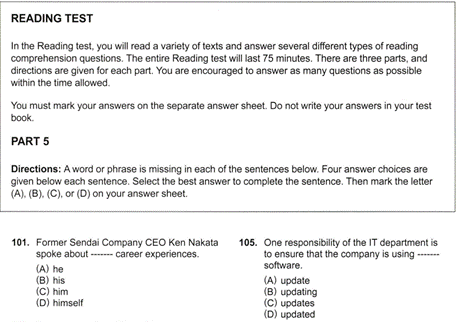 READING TEST
In the Reading test, you will read a variety of texts and answer several different types of reading
comprehension questions. The entire Reading test will last 75 minutes. There are three parts, and
directions are given for each part. You are encouraged to answer as many questions as possible
within the time allowed.
You must mark your answers on the separate answer sheet. Do not write your answers in your test
book.
PART 5
Directions: A word or phrase is missing in each of the sentences below. Four answer choices are
given below each sentence. Select the best answer to complete the sentence. Then mark the letter
(A), (B), (C), or (D) on your answer sheet.
101. Former Sendai Company CEO Ken Nakata
spoke about ------- career experiences.
(A) he
(B) his
(C) him
(D) himself
105. One responsibility of the IT department is
to ensure that the company is using -------
software.
(A) update
(B) updating
(C) updates
(D) updated